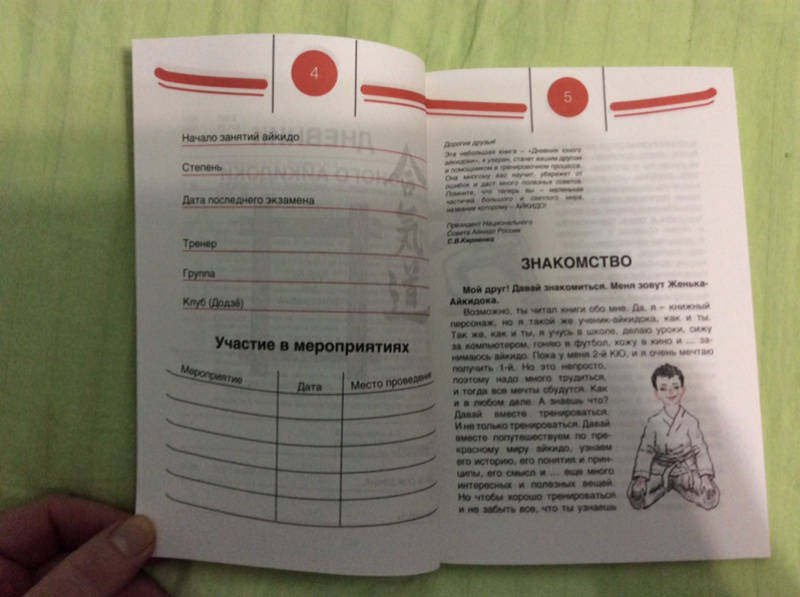 4
Начало занятий айкидо
Степень
Дата последнего экзамена
Тренер
Группа
Клуб (Додзё)
Участие в мероприятиях
Мероприятие Дата Место проведени
5
Дорогие друзья!
Эта небольшая книга – «Дневник юного
айкидоки», я уверен, станет вашим другом
и помощником в тренировочном процессе.
Она многому вас научит, убережет от
ошибок и даст много полезных советов.
Помните, что теперь вы – маленькая
частичка большого и светлого мира,
название которому – АЙКИДО!
Президент Национального
Совета Айкидо России
С.В.Кириенко
ЗНАКОМСТВО
Мой друг! Давай знакомиться. Меня зовут Женька-
Айкидока.
Возможно, ты читал книги обо мне. Да, я – книжный
персонаж, но я такой же ученик-айкидока, как и ты.
Так же, как и ты, я учусь в школе, делаю уроки, сижу
за компьютером, гоняю в футбол, хожу в кино и ... за-
нимаюсь айкидо. Пока у меня 2-й КЮ, и я очень мечтаю
получить 1-й. Но это непросто,
поэтому надо много трудиться,
и тогда все мечты сбудутся. Как
и в любом деле. А знаешь что?
Давай вместе тренироваться.
И не только тренироваться. Давай
вместе попутешествуем по пре-
красному миру айкидо, узнаем
его историю, его понятия и прин-
ципы, его смысл и ... еще много
интересных и полезных вещей.
Но чтобы хорошо тренироваться
и не забыть все, что ты узнаешь